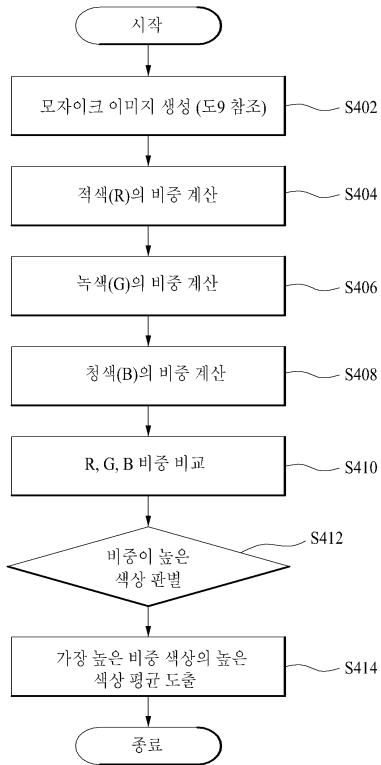 시작
모자이크 이미지 생성 (도9 참조)
S402
적색(R)의 비중 계산
S404
녹색(G)의 비중 계산
S406
청색(B)의 비중 계산
S408
R, G, B 비중 비교
S410
비중이 높은
색상 판별
S412
가장 높은 비중 색상의 높은
색상 평균 도출
S414
종료